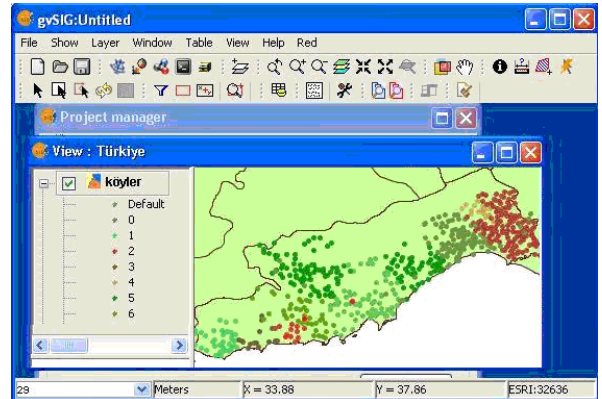 gvSIG:Untitled
File Show Layer Window Table View Help Red
Project manager
View : Türkiye
köyler
Default
0
1
2
3
4
5
6
29 Meters X = 33.88 Y = 37.86 ESRI:32636